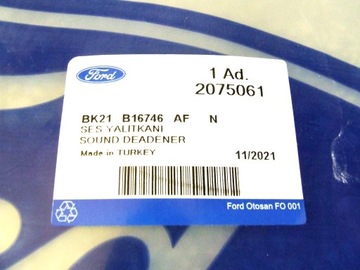 Ford
1 Ad.
2075061
BK21 B16746 AF N
SES YALITKANI
SOUND DEADENER
Made in TURKEY
11/2021
Ford Otosan FO 001